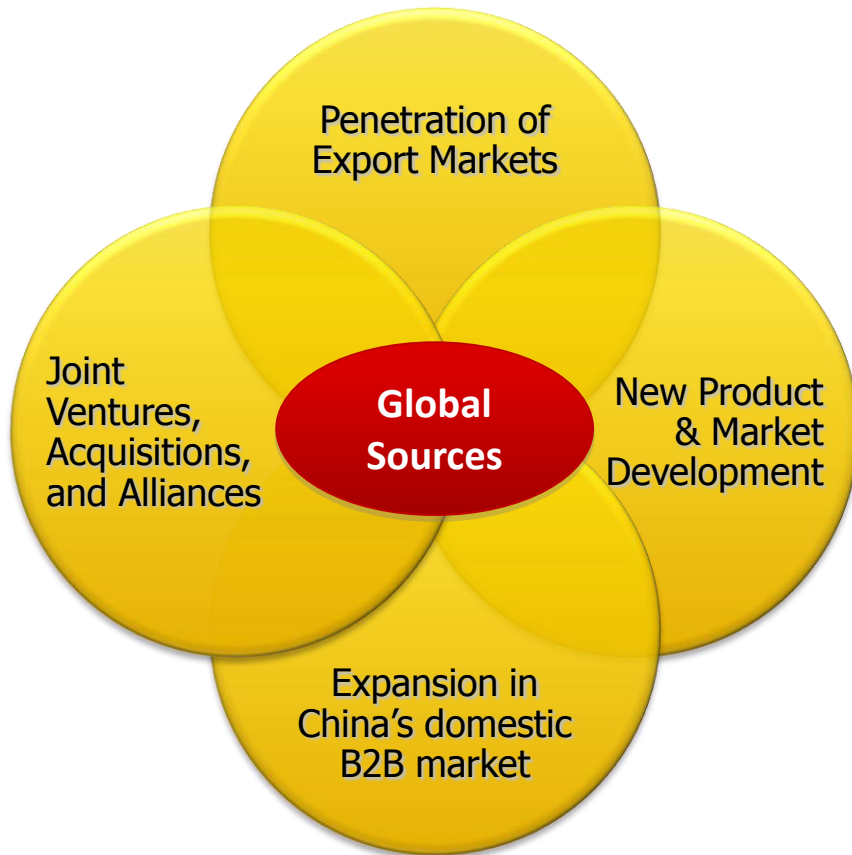 Penetration of
Export Markets
Joint
Ventures,
Acquisitions,
and Alliances
Global
Sources
New Product
& Market
Development
Expansion in
China’s domestic
B2B market